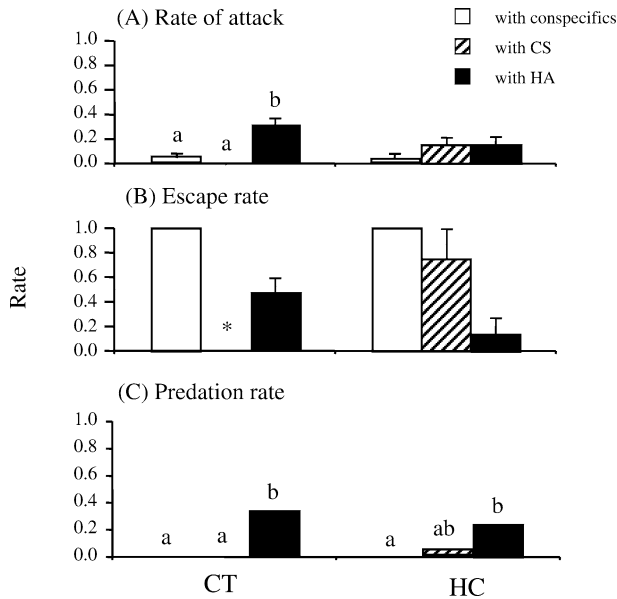 (A) Rate of attack
with conspecifics
with CS
with HA
1.0
0.8
0.6
0.4
0.2
0.0
a
a
b
(B) Escape rate
1.0
0.8
0.6
0.4
0.2
0.0
*
Rate
(C) Predation rate
1.0
0.8
0.6
0.4
0.2
0.0
a
a
b
a
ab
b
CT
HC